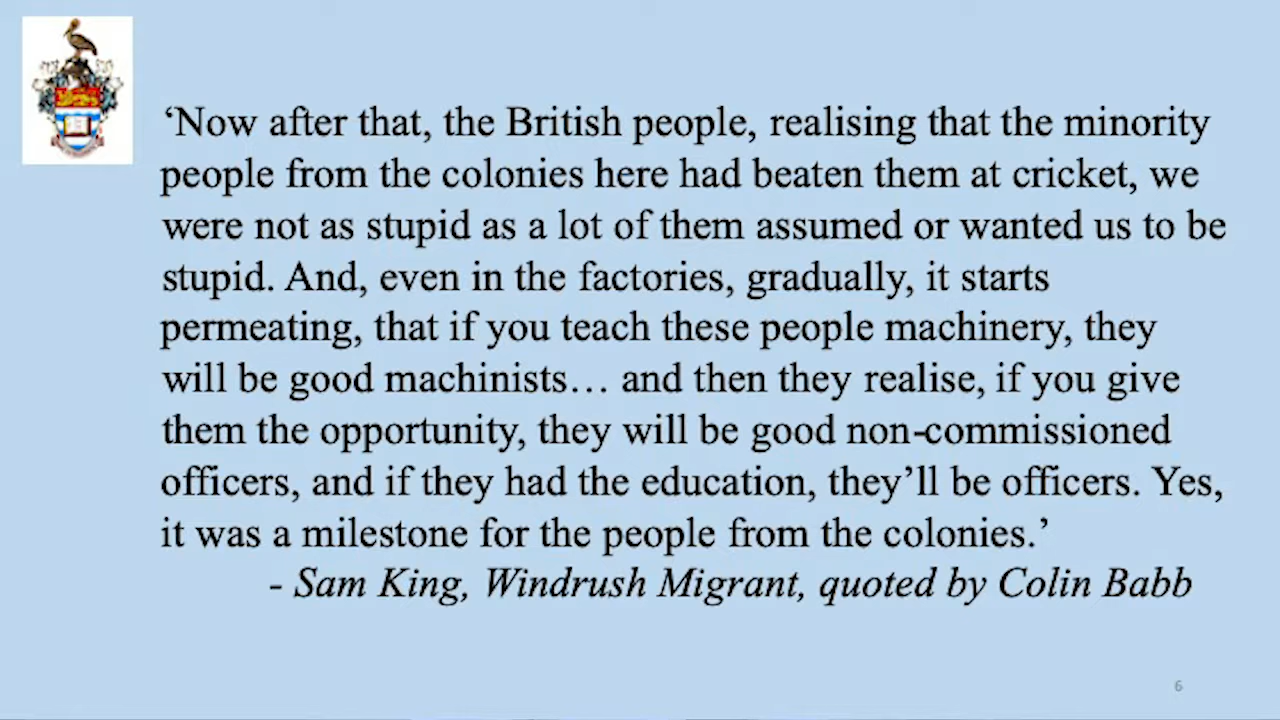 ‘Now after that, the British people, realising that the minority
people from the colonies here had beaten them at cricket, we
were not as stupid as a lot of them assumed or wanted us to be
stupid. And, even in the factories, gradually, it starts
permeating, that if you teach these people machinery, they
will be good machinists… and then they realise, if you give
them the opportunity, they will be good non-commissioned
officers, and if they had the education, they’ll be officers. Yes,
it was a milestone for the people from the colonies.’
- Sam King, Windrush Migrant, quoted by Colin Babb
6